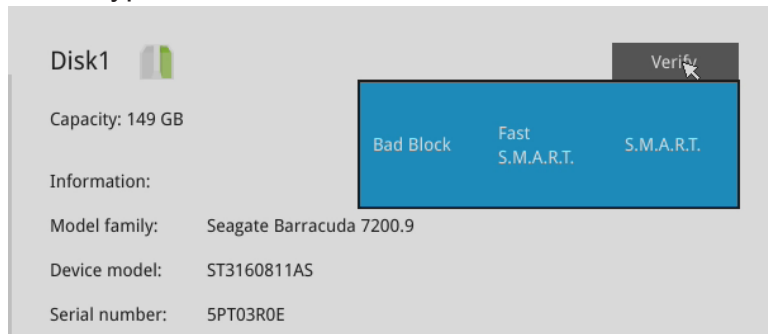 Disk1
Verify
Capacity: 149 GB
Bad Block
Fast
S.M.A.R.T.
S.M.A.R.T.
Information:
Model family: Seagate Barracuda 7200.9
Device model: ST3160811AS
Serial number: 5PT03R0E